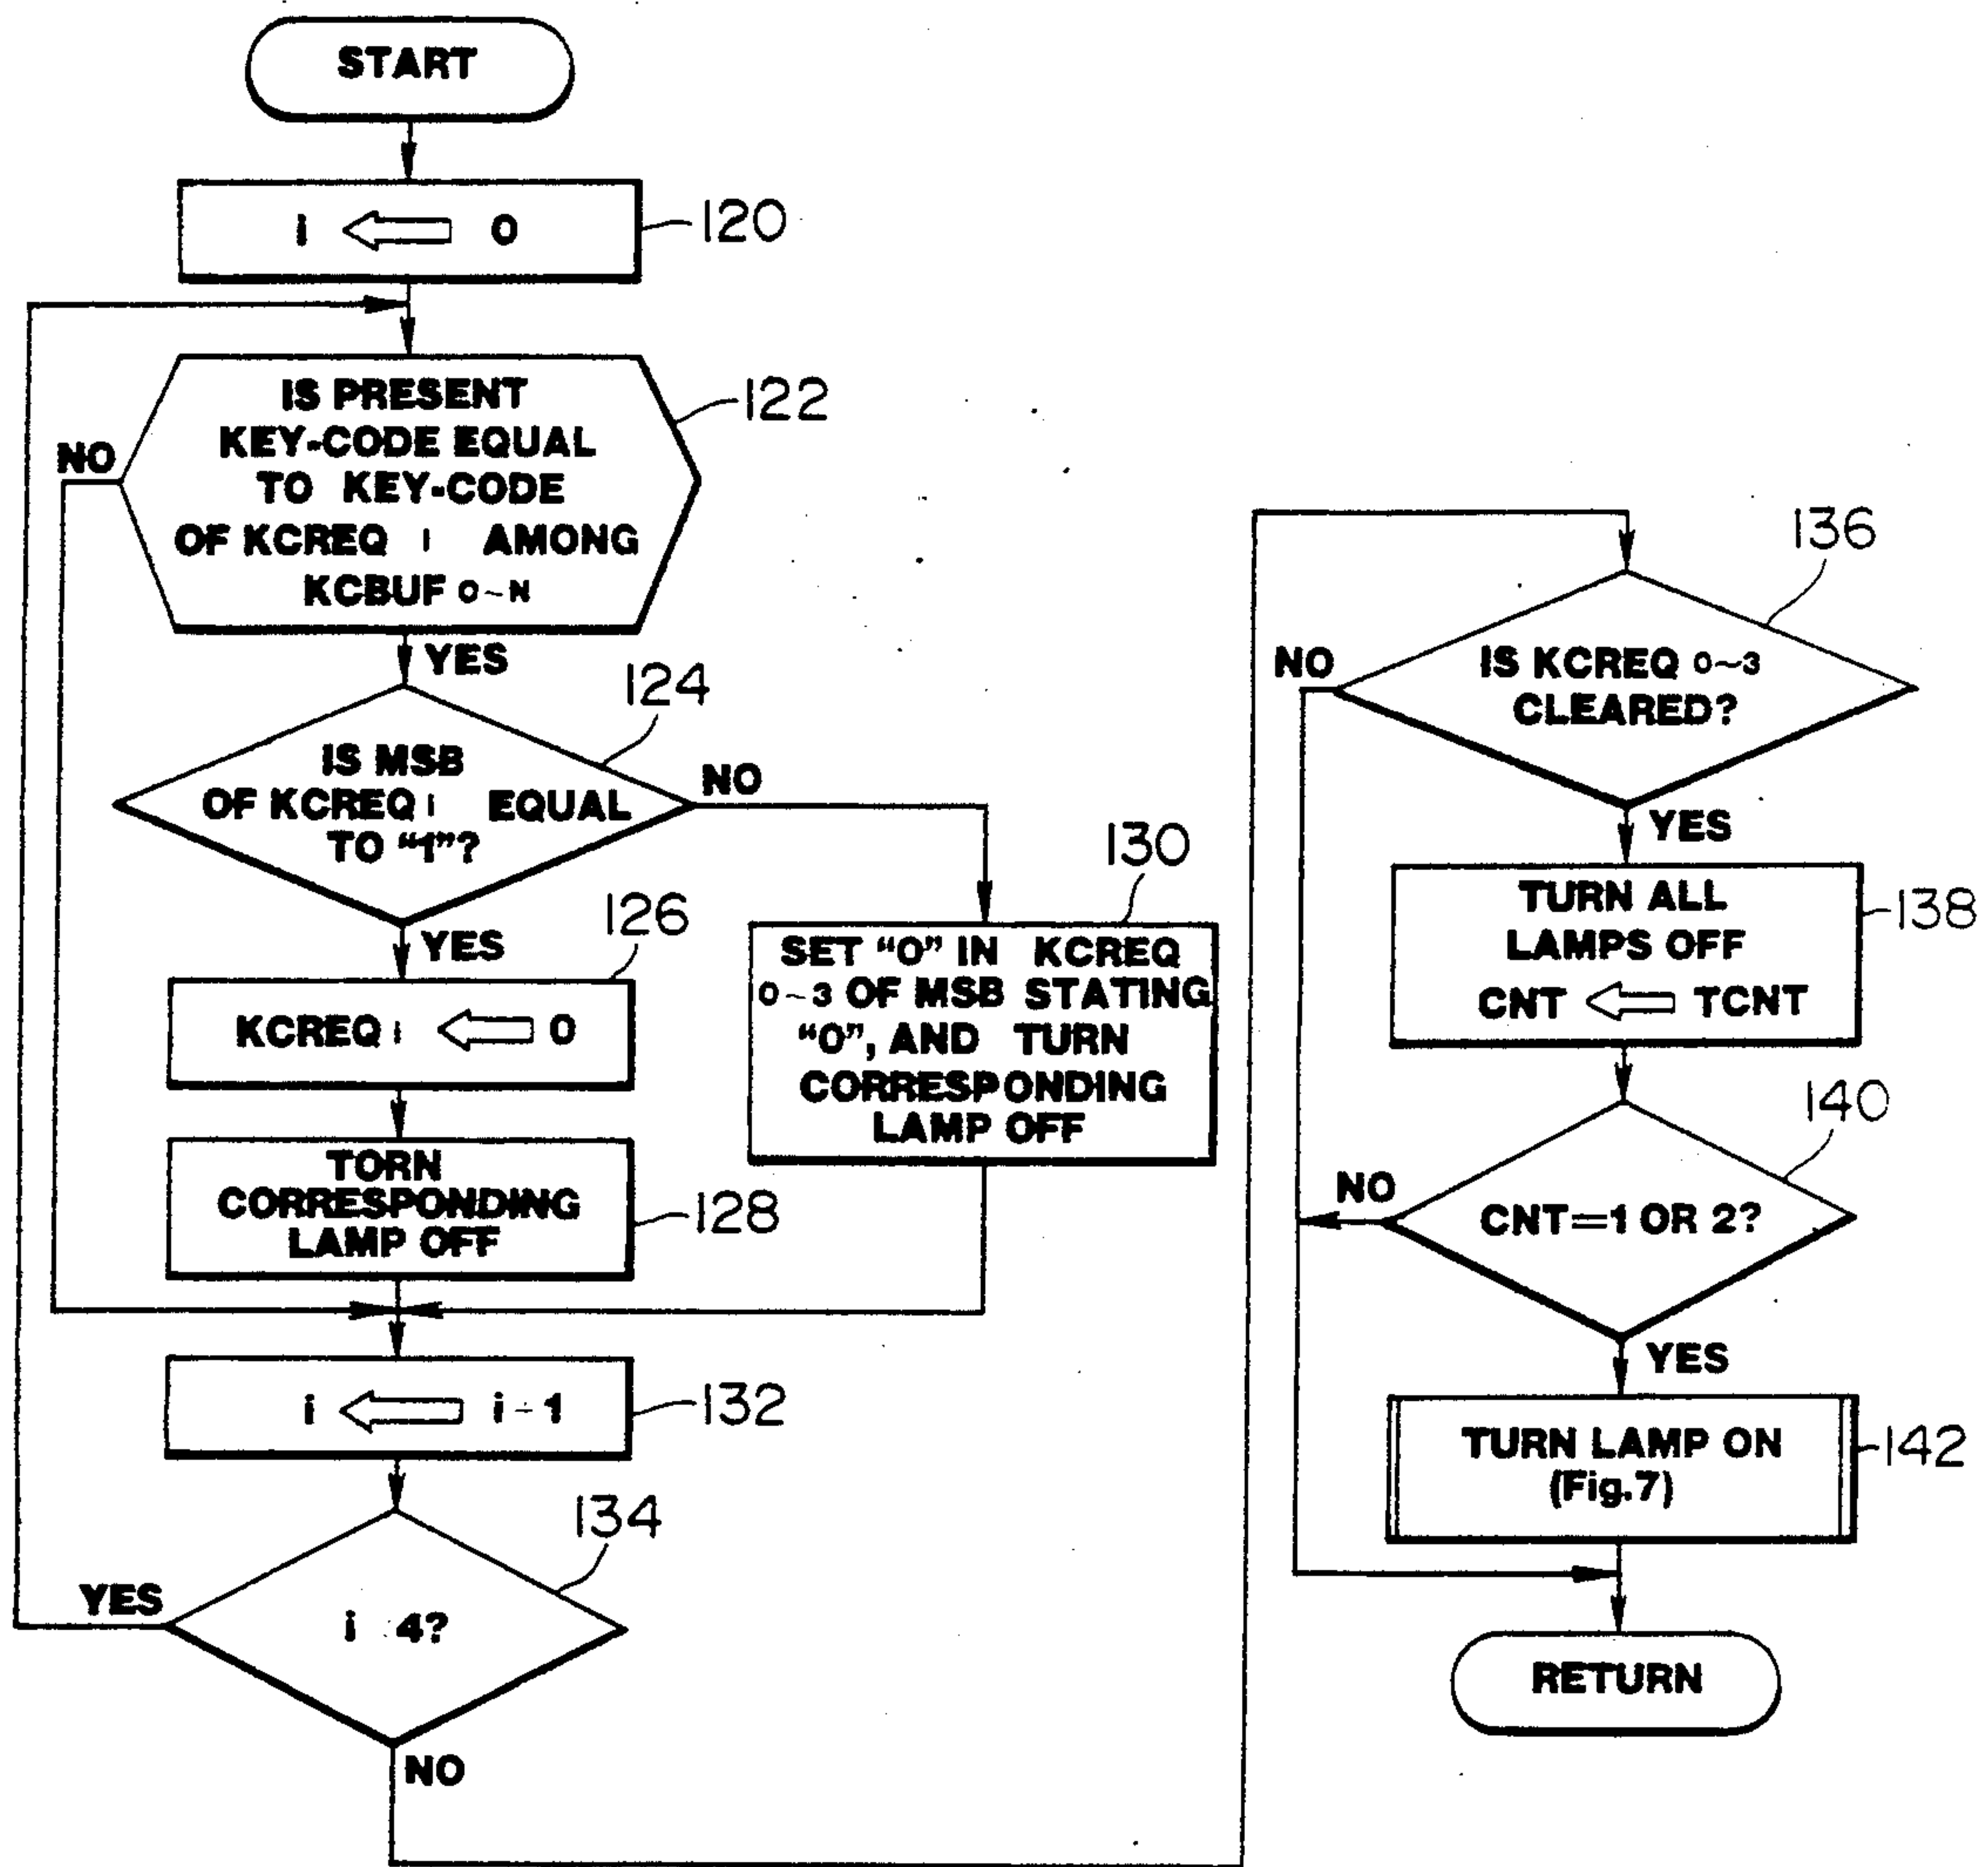 START
i ⇐ 0
120
IS PRESENT
KEY-CODE EQUAL
TO KEY-CODE
OF KCREQ i AMONG
KCBUF 0~N
122
NO
YES
124
IS MSB
OF KCREQ i EQUAL
TO "1"?
NO
YES
126
KCREQ i ⇐ 0
TORN
CORRESPONDING
LAMP OFF
128
130
SET "0" IN KCREQ
0~3 OF MSB STATING
"0", AND TURN
CORRESPONDING
LAMP OFF
i ⇐ i-1
132
134
i 4?
YES
NO
136
IS KCREQ 0~3
CLEARED?
NO
YES
TURN ALL
LAMPS OFF
CNT ⇐ TCNT
138
140
CNT=1 OR 2?
NO
YES
TURN LAMP ON
(Fig.7)
142
RETURN